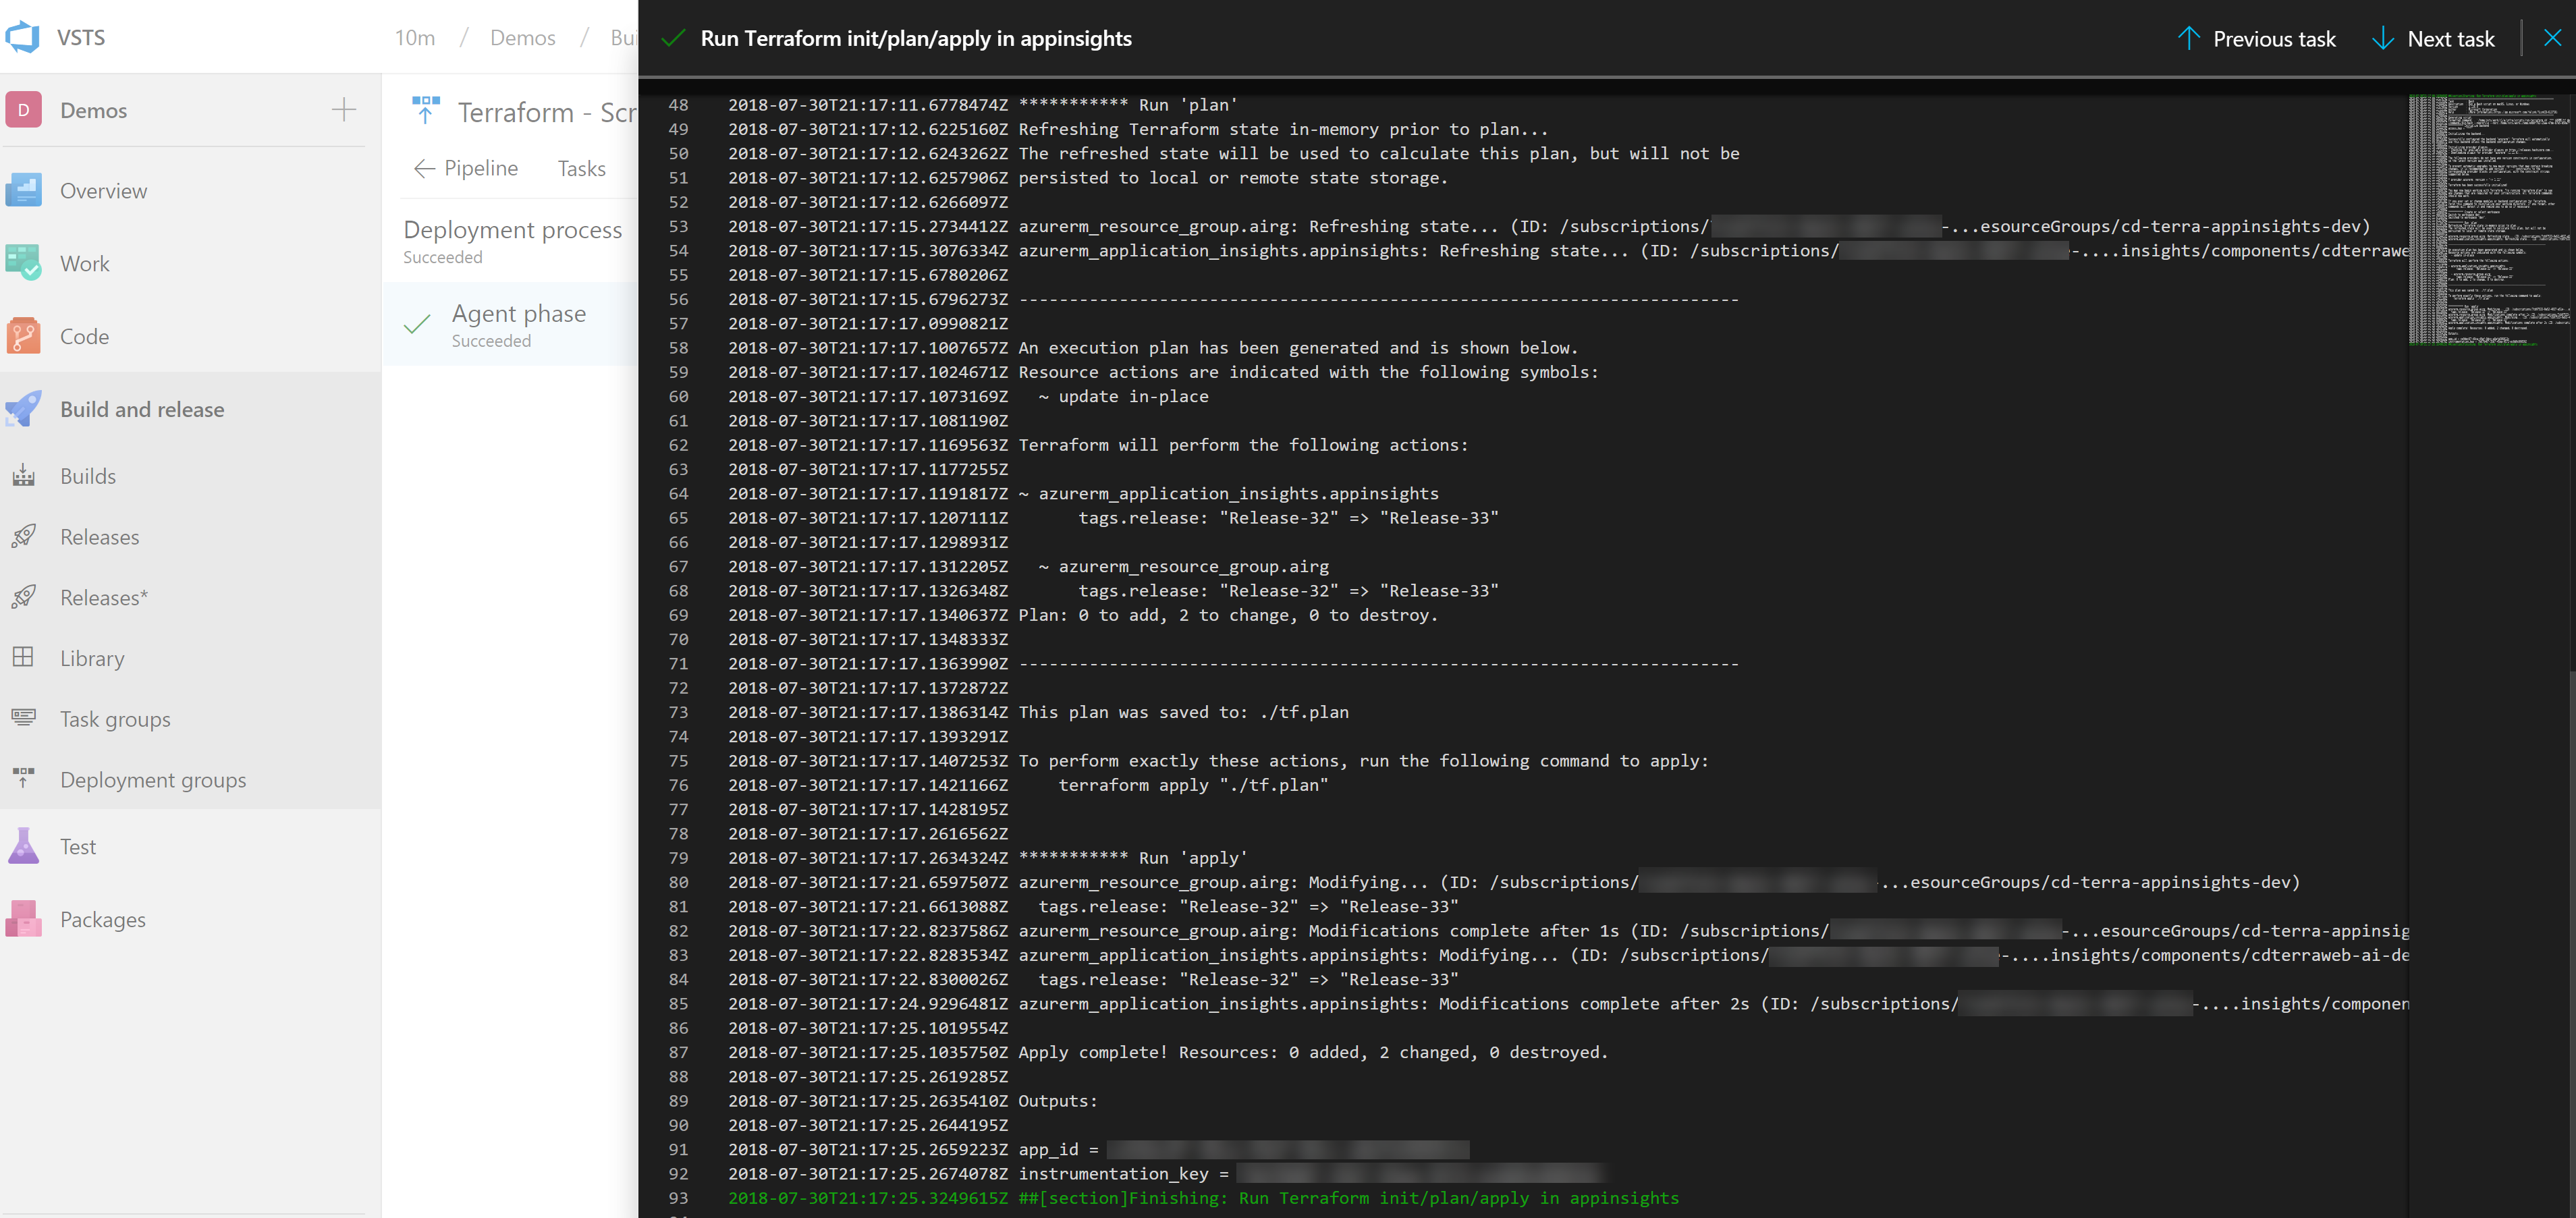 VSTS
10m / Demos / Bui
D Demos
Overview
Work
Code
Build and release
Builds
Releases
Releases*
Library
Task groups
Deployment groups
Test
Packages
Terraform - Scr
Pipeline Tasks
Deployment process
Succeeded
Agent phase
Succeeded
Run Terraform init/plan/apply in appinsights
Previous task Next task
48 2018-07-30T21:17:11.6778474Z *********** Run 'plan'
49 2018-07-30T21:17:12.6225160Z Refreshing Terraform state in-memory prior to plan...
50 2018-07-30T21:17:12.6243262Z The refreshed state will be used to calculate this plan, but will not be
51 2018-07-30T21:17:12.6257906Z persisted to local or remote state storage.
52 2018-07-30T21:17:12.6266097Z
53 2018-07-30T21:17:15.2734412Z azurerm_resource_group.airg: Refreshing state... (ID: /subscriptions/ -...esourceGroups/cd-terra-appinsights-dev)
54 2018-07-30T21:17:15.3076334Z azurerm_application_insights.appinsights: Refreshing state... (ID: /subscriptions/ -....insights/components/cdterrawe
55 2018-07-30T21:17:15.6780206Z
56 2018-07-30T21:17:15.6796273Z ------------------------------------------------------------------------
57 2018-07-30T21:17:17.0990821Z
58 2018-07-30T21:17:17.1007657Z An execution plan has been generated and is shown below.
59 2018-07-30T21:17:17.1024671Z Resource actions are indicated with the following symbols:
60 2018-07-30T21:17:17.1073169Z ~ update in-place
61 2018-07-30T21:17:17.1081190Z
62 2018-07-30T21:17:17.1169563Z Terraform will perform the following actions:
63 2018-07-30T21:17:17.1177255Z
64 2018-07-30T21:17:17.1191817Z ~ azurerm_application_insights.appinsights
65 2018-07-30T21:17:17.1207111Z tags.release: "Release-32" => "Release-33"
66 2018-07-30T21:17:17.1298931Z
67 2018-07-30T21:17:17.1312205Z ~ azurerm_resource_group.airg
68 2018-07-30T21:17:17.1326348Z tags.release: "Release-32" => "Release-33"
69 2018-07-30T21:17:17.1340637Z Plan: 0 to add, 2 to change, 0 to destroy.
70 2018-07-30T21:17:17.1348333Z
71 2018-07-30T21:17:17.1363990Z ------------------------------------------------------------------------
72 2018-07-30T21:17:17.1372872Z
73 2018-07-30T21:17:17.1386314Z This plan was saved to: ./tf.plan
74 2018-07-30T21:17:17.1393291Z
75 2018-07-30T21:17:17.1407253Z To perform exactly these actions, run the following command to apply:
76 2018-07-30T21:17:17.1421166Z terraform apply "./tf.plan"
77 2018-07-30T21:17:17.1428195Z
78 2018-07-30T21:17:17.2616562Z
79 2018-07-30T21:17:17.2634324Z *********** Run 'apply'
80 2018-07-30T21:17:21.6597507Z azurerm_resource_group.airg: Modifying... (ID: /subscriptions/ ...esourceGroups/cd-terra-appinsights-dev)
81 2018-07-30T21:17:21.6613088Z tags.release: "Release-32" => "Release-33"
82 2018-07-30T21:17:22.8237586Z azurerm_resource_group.airg: Modifications complete after 1s (ID: /subscriptions/ -...esourceGroups/cd-terra-appinsig
83 2018-07-30T21:17:22.8283534Z azurerm_application_insights.appinsights: Modifying... (ID: /subscriptions/ -....insights/components/cdterraweb-ai-de
84 2018-07-30T21:17:22.8300026Z tags.release: "Release-32" => "Release-33"
85 2018-07-30T21:17:24.9296481Z azurerm_application_insights.appinsights: Modifications complete after 2s (ID: /subscriptions/ -....insights/componen
86 2018-07-30T21:17:25.1019554Z
87 2018-07-30T21:17:25.1035750Z Apply complete! Resources: 0 added, 2 changed, 0 destroyed.
88 2018-07-30T21:17:25.2619285Z
89 2018-07-30T21:17:25.2635410Z Outputs:
90 2018-07-30T21:17:25.2644195Z
91 2018-07-30T21:17:25.2659223Z app_id =
92 2018-07-30T21:17:25.2674078Z instrumentation_key =
93 2018-07-30T21:17:25.3249615Z ##[section]Finishing: Run Terraform init/plan/apply in appinsights